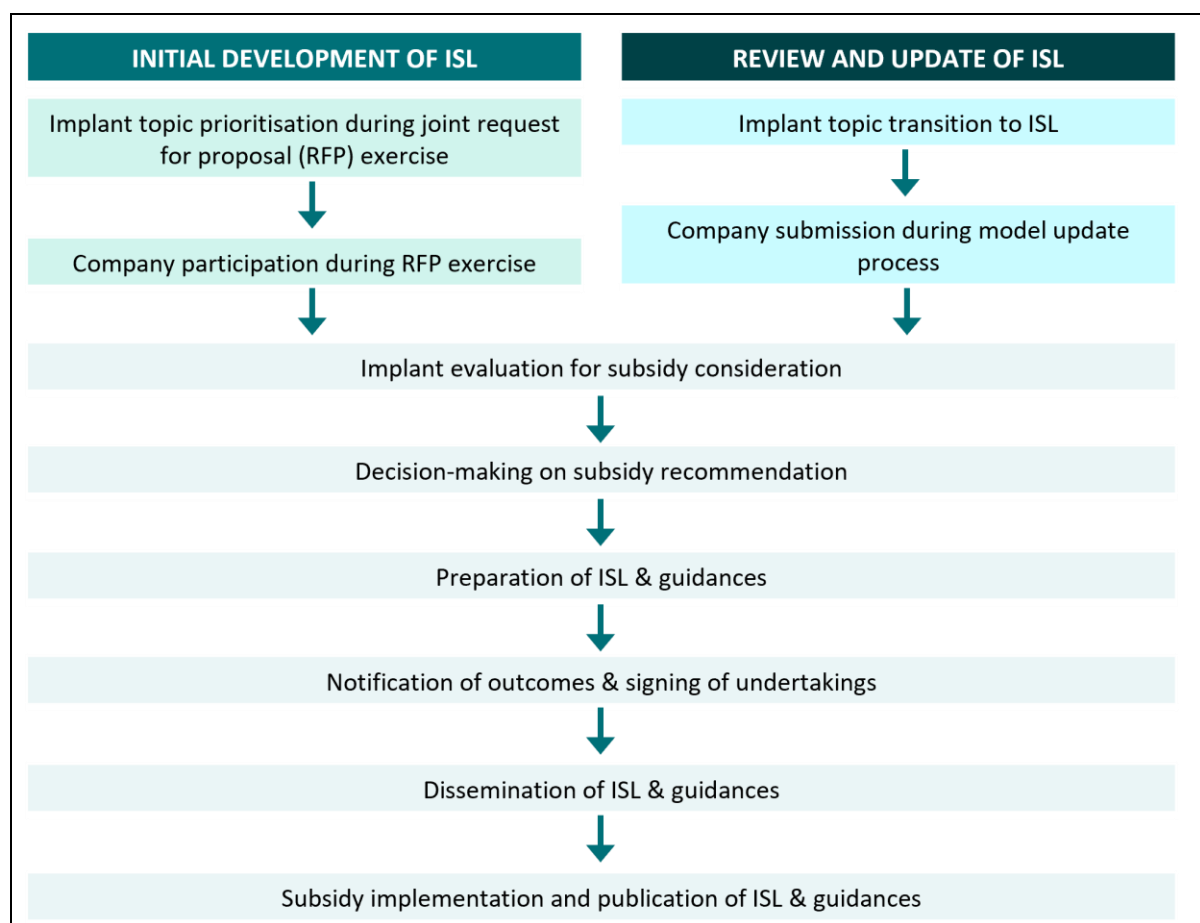 INITIAL DEVELOPMENT OF ISL
Implant topic prioritisation during joint request
for proposal (RFP) exercise
Company participation during RFP exercise
REVIEW AND UPDATE OF ISL
Implant topic transition to ISL
Company submission during model update
process
Implant evaluation for subsidy consideration
Decision-making on subsidy recommendation
Preparation of ISL & guidances
Notification of outcomes & signing of undertakings
Dissemination of ISL & guidances
Subsidy implementation and publication of ISL & guidances